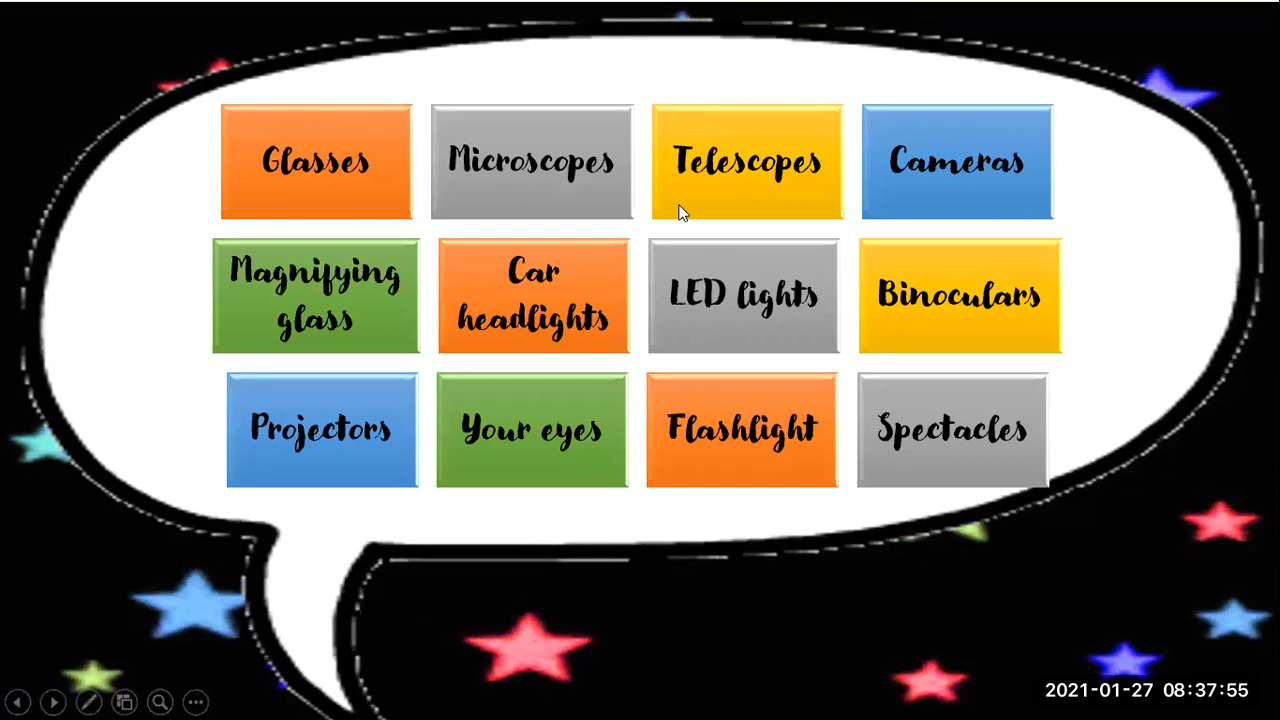 Glasses
Microscopes
Telescopes
Cameras
Magnifying
glass
Car
headlights
LED lights
Binoculars
Projectors
Your eyes
Flashlight
Spectacles
2021-01-27 08:37:55